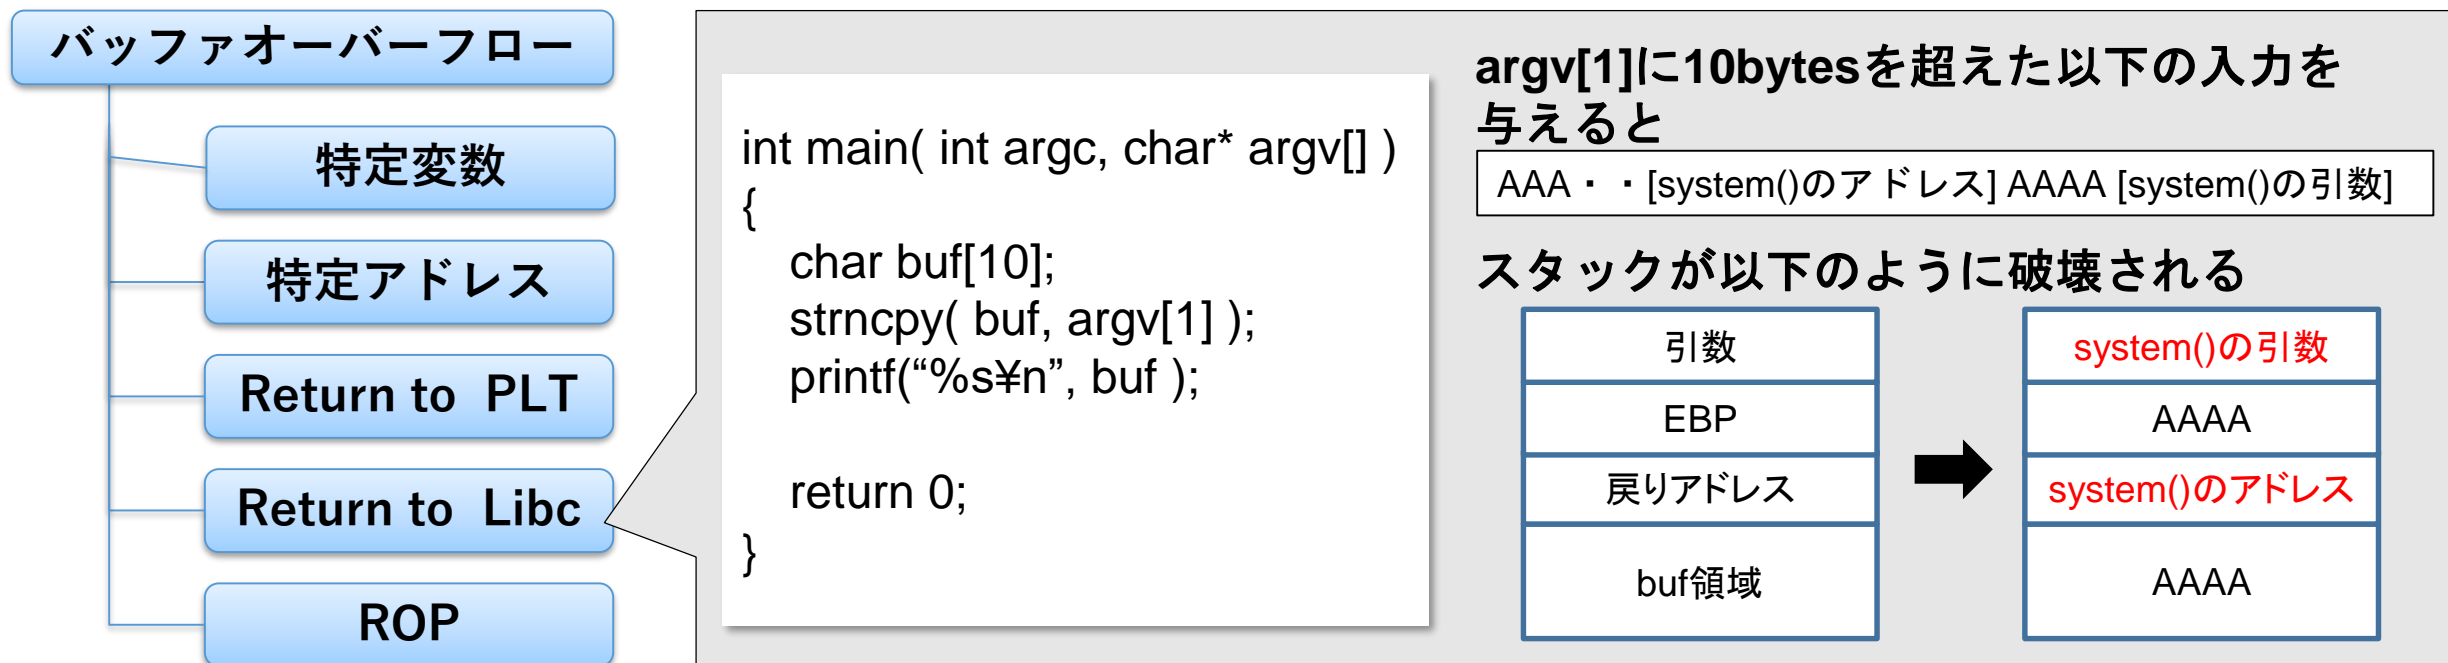 バッファオーバーフロー
特定変数
特定アドレス
Return to PLT
Return to Libc
ROP
int main( int argc, char* argv[] )
{
char buf[10];
strncpy( buf, argv[1] );
printf(“%s¥n”, buf );
return 0;
}
argv[1]に10bytesを超えた以下の入力を
与えると
AAA・・[system()のアドレス] AAAA [system()の引数]
スタックが以下のように破壊される
引数
EBP
戻りアドレス
buf領域
system()の引数
AAAA
system()のアドレス
AAAA